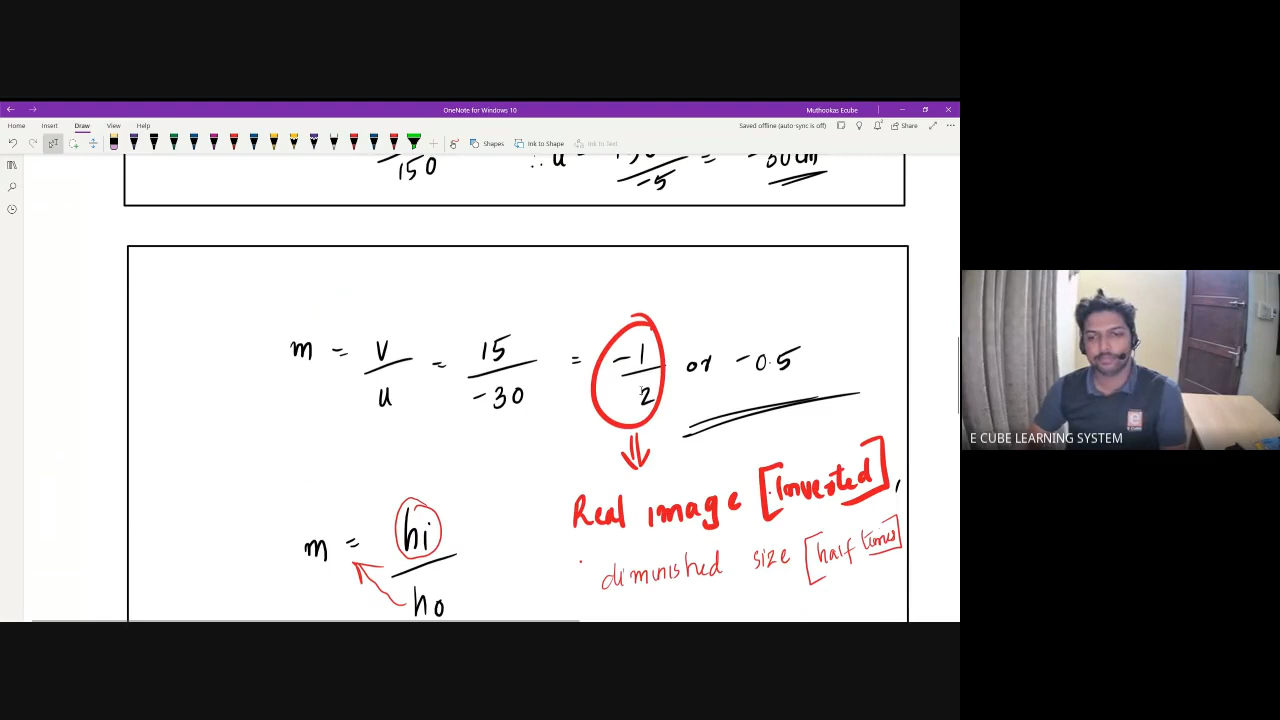 OneNote for Windows 10
Muthookas Ecube
Home Insert Draw View Help
Saved offline (auto-sync is off)
Share
Shapes
Ink to Shape
Ink to Text
150
∴ u =
-5
=
m = v/u = 15/-30 = -1/2 or -0.5
Real image [Inverted],
diminished size [half times]
m = hi/ho
E CUBE
E CUBE LEARNING SYSTEM